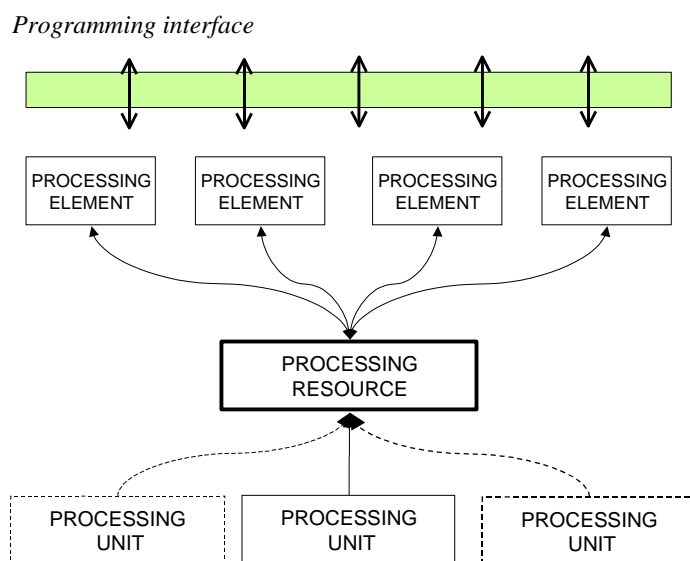 Programming interface
PROCESSING
ELEMENT
PROCESSING
ELEMENT
PROCESSING
ELEMENT
PROCESSING
ELEMENT
PROCESSING
RESOURCE
PROCESSING
UNIT
PROCESSING
UNIT
PROCESSING
UNIT